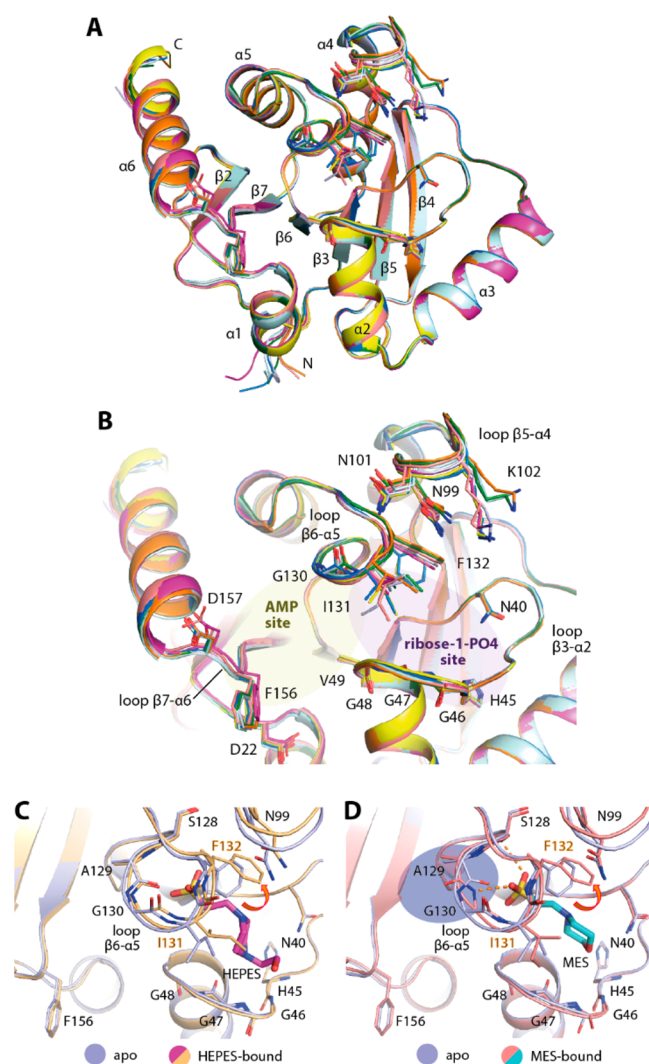 A
C
α4
α5
α6
β2
β7
β4
β6
β3
β5
α3
α1
α2
N
B
loop β5-α4
N101
K102
N99
loop
β6-α5
F132
G130
I131
D157
AMP
site
N40
ribose-1-PO4
site
loop
β3-α2
loop β7-α6
F156
V49
G48
G47
G46
H45
D22
C
S128
N99
F132
A129
G130
loop
β6-α5
I131
N40
HEPES
H45
G48
G47
G46
F156
apo
HEPES-bound
D
S128
N99
F132
A129
G130
loop
β6-α5
I131
N40
MES
H45
G48
G47
G46
F156
apo
MES-bound